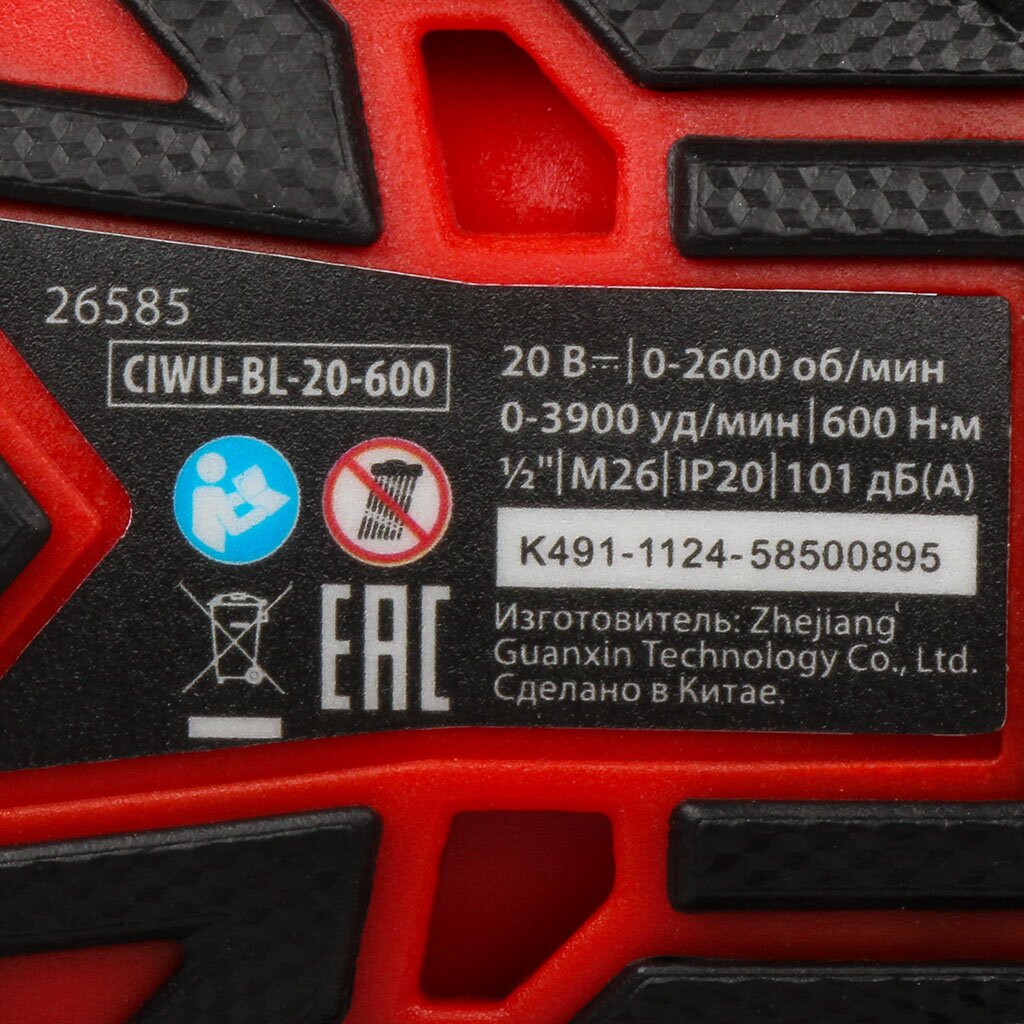 26585
CIWU-BL-20-600
20 В⎓|0-2600 об/мин
0-3900 уд/мин|600 Н·м
½"|M26|IP20|101 дБ(А)
K491-1124-58500895
Изготовитель: Zhejiang
Guanxin Technology Co., Ltd.
Сделано в Китае.
EAC